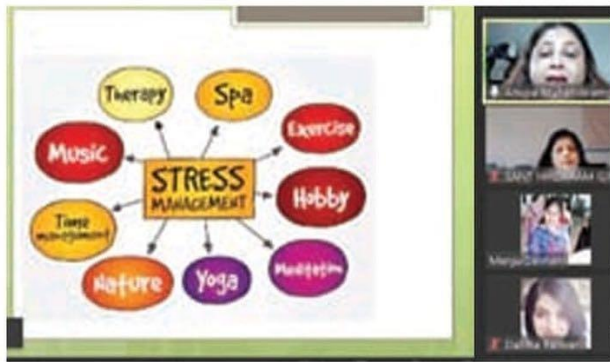 Therapy
Spa
Exercise
Music
STRESS
MANAGEMENT
Hobby
Time
management
Nature
Yoga
Meditation